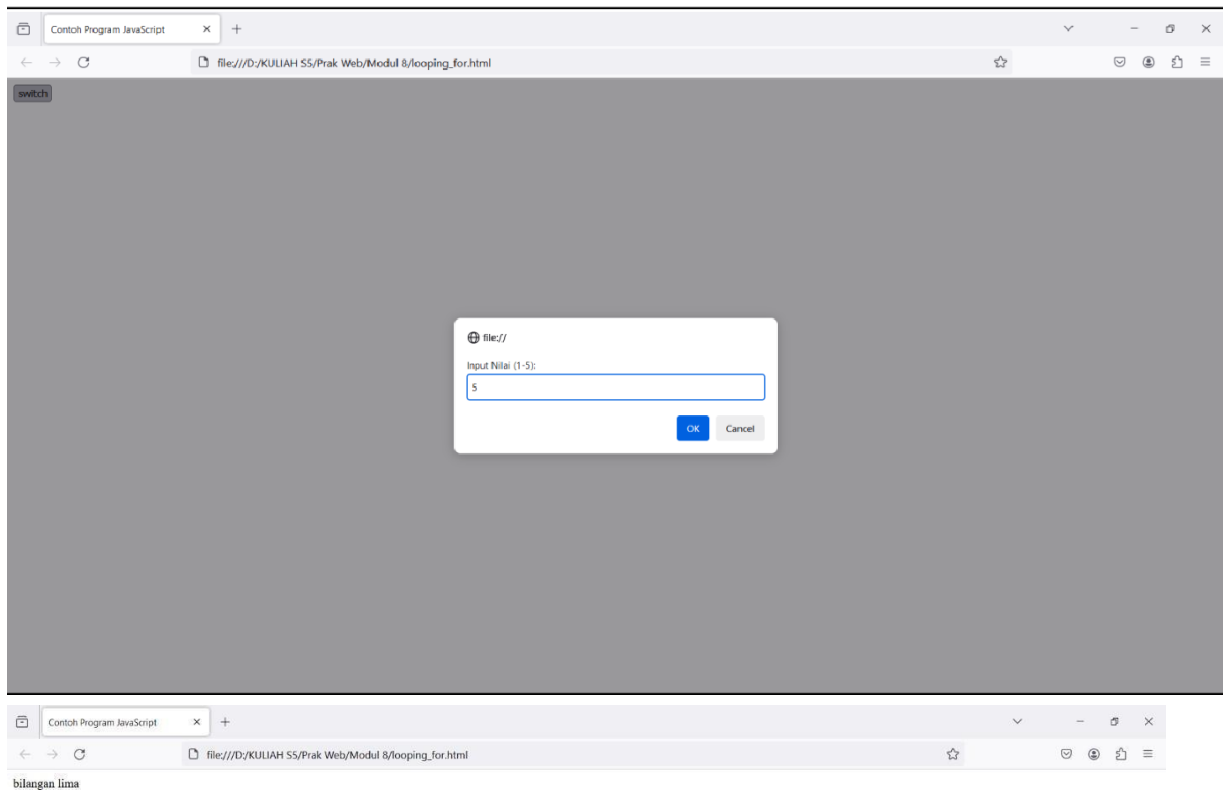 Contoh Program JavaScript
file:///D:/KULIAH S5/Prak Web/Modul 8/looping_for.html
switch
file://
Input Nilai (1-5):
5
OK Cancel
Contoh Program JavaScript
file:///D:/KULIAH S5/Prak Web/Modul 8/looping_for.html
bilangan lima